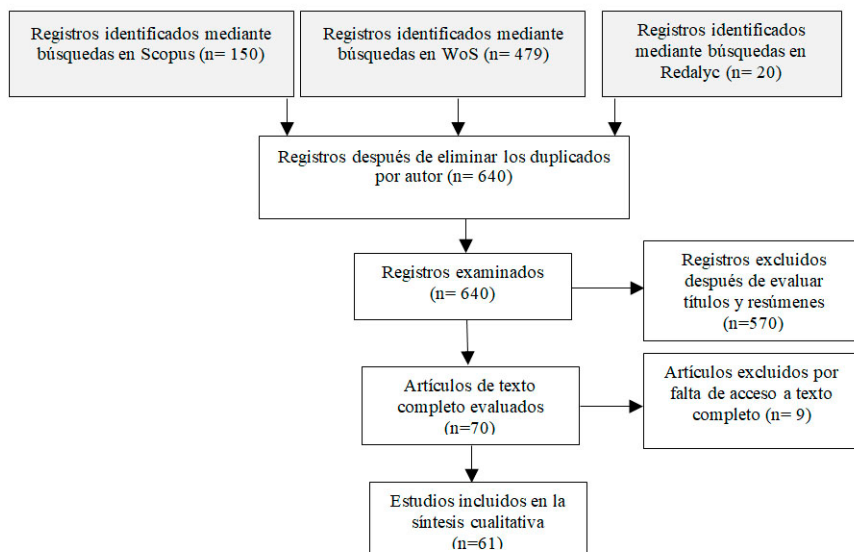 Registros identificados mediante
búsquedas en Scopus (n= 150)
Registros identificados mediante
búsquedas en WoS (n= 479)
Registros identificados
mediante búsquedas en
Redalyc (n= 20)
Registros después de eliminar los duplicados
por autor (n= 640)
Registros examinados
(n= 640)
Registros excluidos
después de evaluar
títulos y resúmenes
(n=570)
Artículos de texto
completo evaluados
(n=70)
Artículos excluidos por
falta de acceso a texto
completo (n= 9)
Estudios incluidos en la
síntesis cualitativa
(n=61)